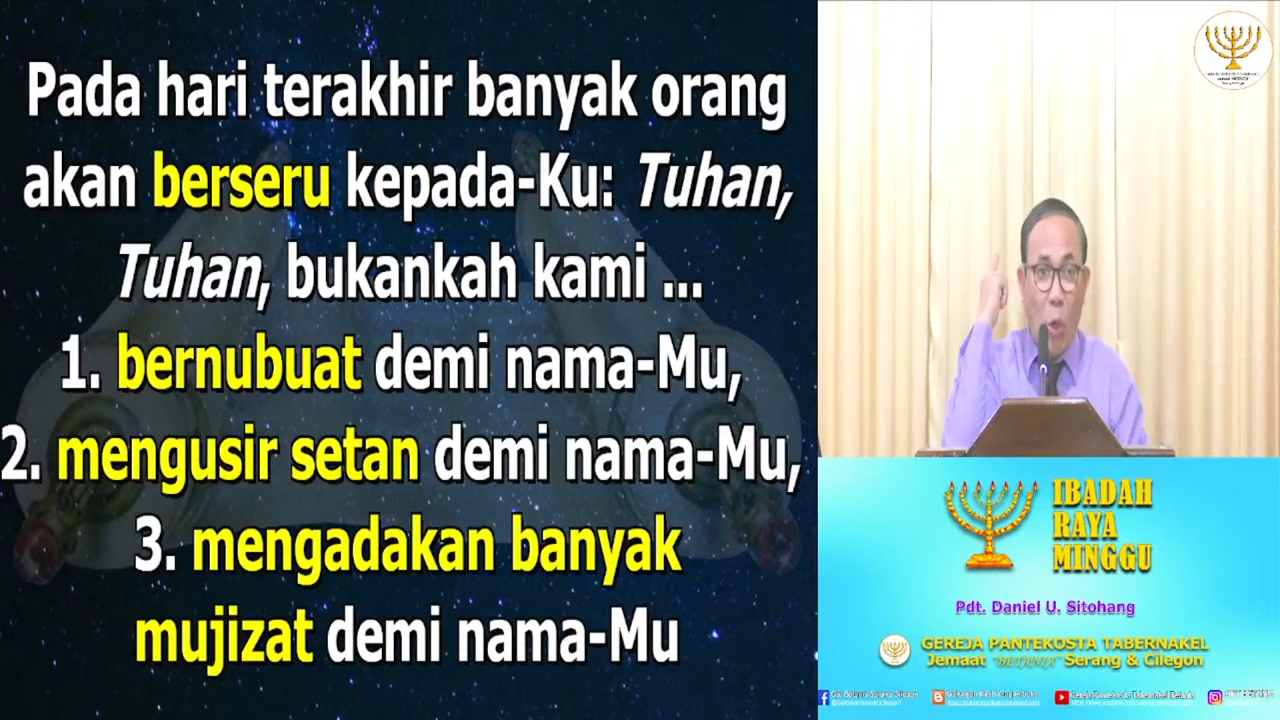 Pada hari terakhir banyak orang
akan berseru kepada-Ku: Tuhan,
Tuhan, bukankah kami ...
1. bernubuat demi nama-Mu,
2. mengusir setan demi nama-Mu,
3. mengadakan banyak
mujizat demi nama-Mu
IBADAH
RAYA
MINGGU
Pdt. Daniel U. Sitohang
GEREJA PANTEKOSTA TABERNAKEL
Jemaat "BETANIA" Serang & Cilegon